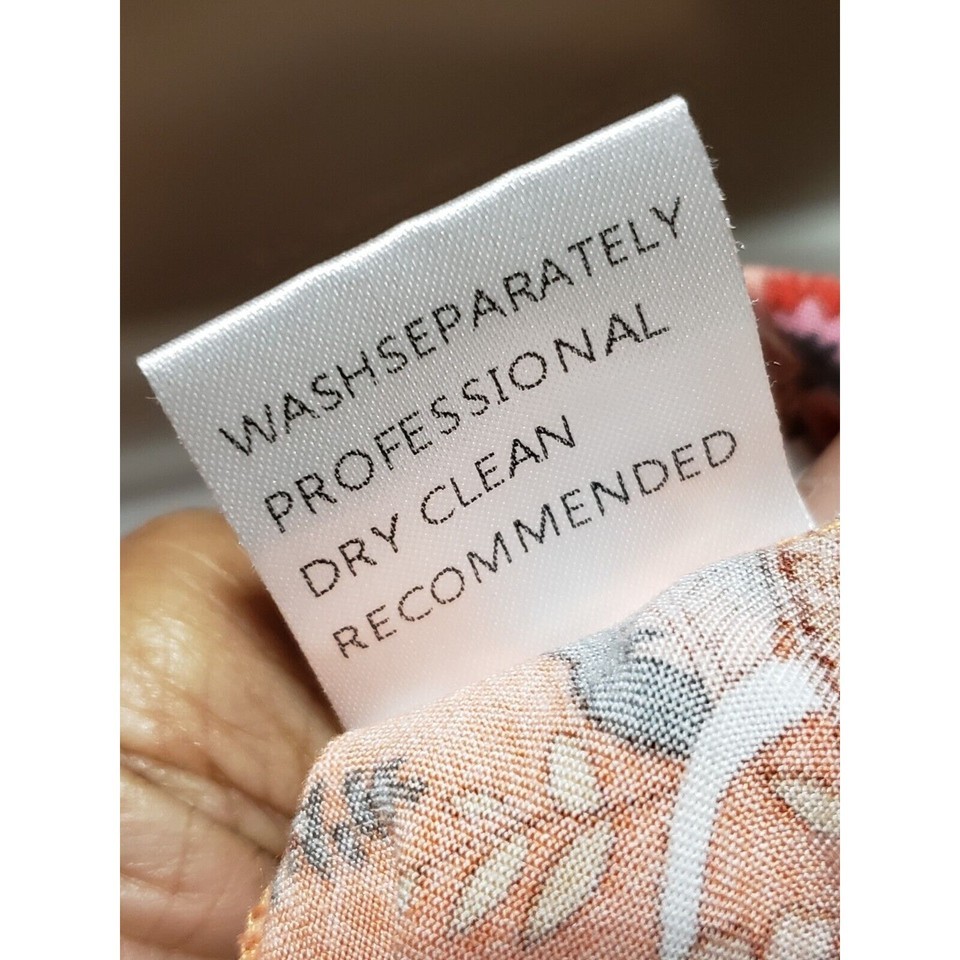 WASHSEPARATELY
PROFESSIONAL
DRY CLEAN
RECOMMENDED